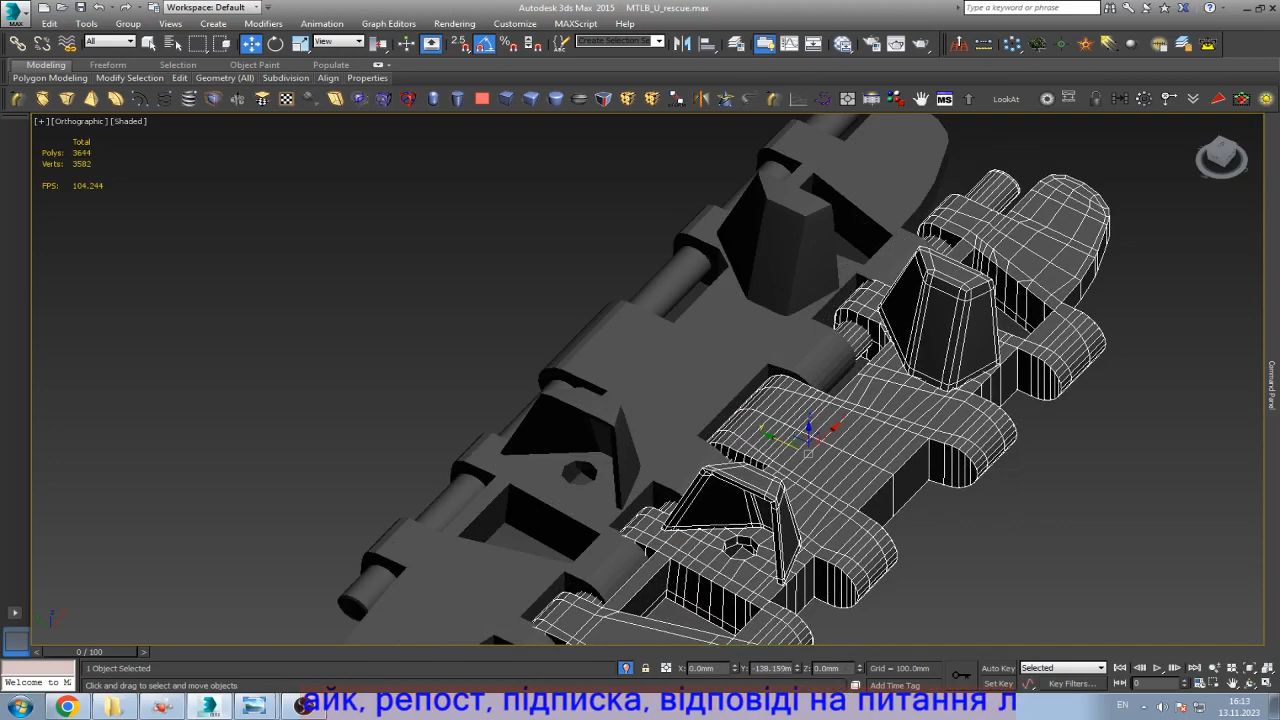 Workspace: Default
Autodesk 3ds Max 2015 MTLB_U_rescue.max
Type a keyword or phrase
MAX
Edit Tools Group Views Create Modifiers Animation Graph Editors Rendering Customize MAXScript Help
All View 2.5 Create Selection Se
Modeling Freeform Selection Object Paint Populate
Polygon Modeling Modify Selection Edit Geometry (All) Subdivision Align Properties
MS LookAt
[+] [Orthographic] [Shaded]
Total
Polys: 3644
Verts: 3582
FPS: 104.244
Command Panel
0 / 100
1 Object Selected X: 0.0mm Y: -138.159m Z: 0.0mm Grid = 100.0mm Auto Key Selected
Welcome to M Click and drag to select and move objects Add Time Tag Set Key Key Filters... 0
айк, репост, підписка, відповіді на питання л
EN 16:13
13.11.2023